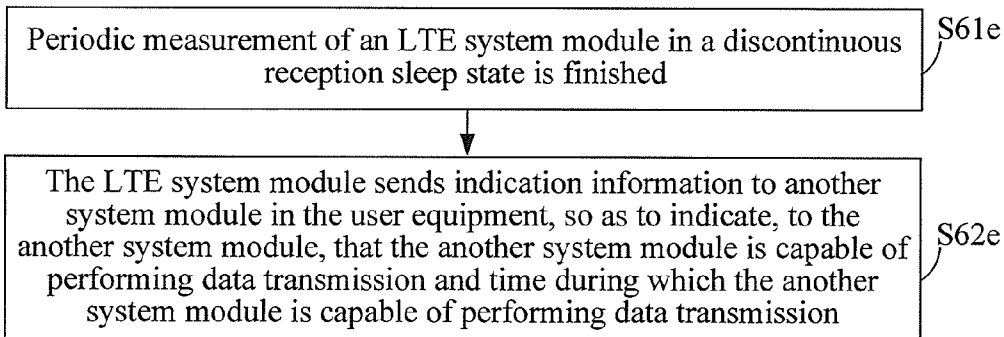 Periodic measurement of an LTE system module in a discontinuous
reception sleep state is finished
S61e
The LTE system module sends indication information to another
system module in the user equipment, so as to indicate, to the
another system module, that the another system module is capable of
performing data transmission and time during which the another
system module is capable of performing data transmission
S62e